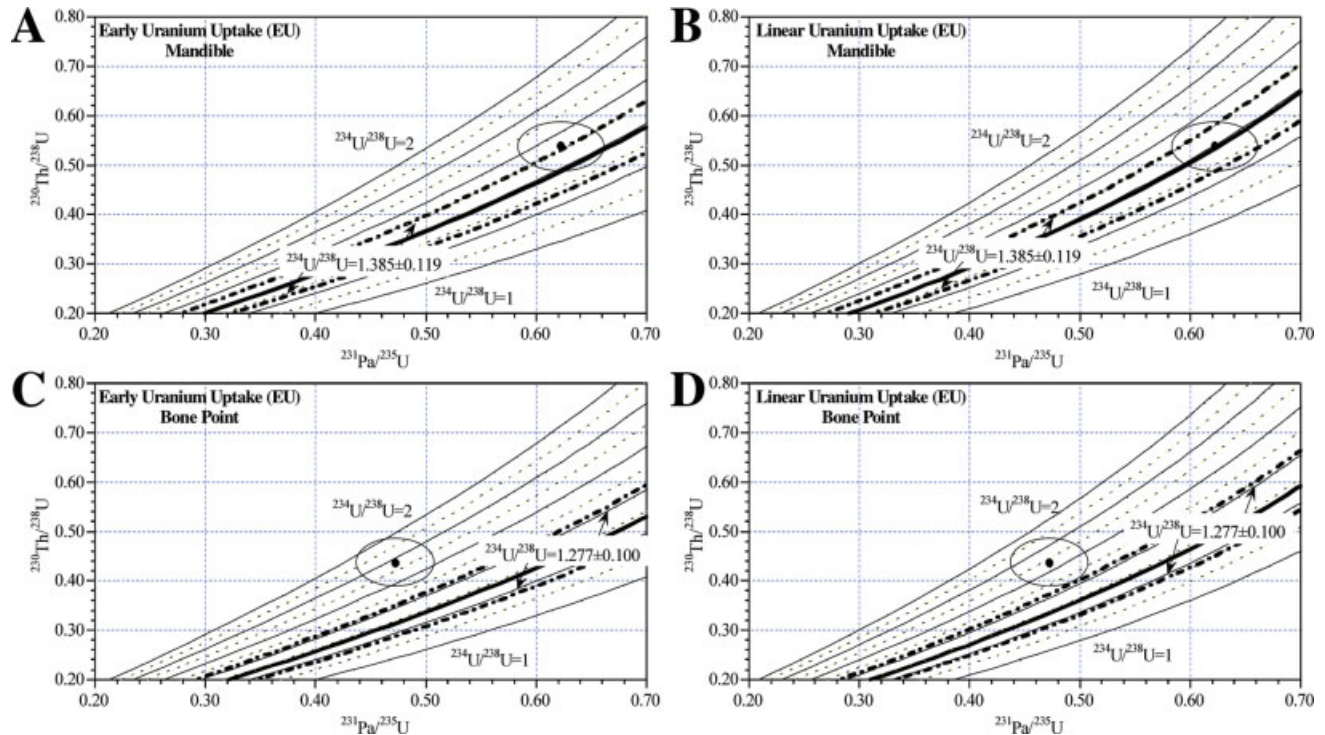 A
Early Uranium Uptake (EU)
Mandible
0.80
0.70
0.60
0.50
0.40
0.30
0.20
²³⁰Th/²³⁸U
²³⁴U/²³⁸U=2
²³⁴U/²³⁸U=1.385±0.119
²³⁴U/²³⁸U=1
0.20 0.30 0.40 0.50 0.60 0.70
²³¹Pa/²³⁵U
B
Linear Uranium Uptake (EU)
Mandible
0.80
0.70
0.60
0.50
0.40
0.30
0.20
²³⁰Th/²³⁸U
²³⁴U/²³⁸U=2
²³⁴U/²³⁸U=1.385±0.119
²³⁴U/²³⁸U=1
0.20 0.30 0.40 0.50 0.60 0.70
²³¹Pa/²³⁵U
C
Early Uranium Uptake (EU)
Bone Point
0.80
0.70
0.60
0.50
0.40
0.30
0.20
²³⁰Th/²³⁸U
²³⁴U/²³⁸U=2
²³⁴U/²³⁸U=1.277±0.100
²³⁴U/²³⁸U=1
0.20 0.30 0.40 0.50 0.60 0.70
²³¹Pa/²³⁵U
D
Linear Uranium Uptake (EU)
Bone Point
0.80
0.70
0.60
0.50
0.40
0.30
0.20
²³⁰Th/²³⁸U
²³⁴U/²³⁸U=2
²³⁴U/²³⁸U=1.277±0.100
²³⁴U/²³⁸U=1
0.20 0.30 0.40 0.50 0.60 0.70
²³¹Pa/²³⁵U